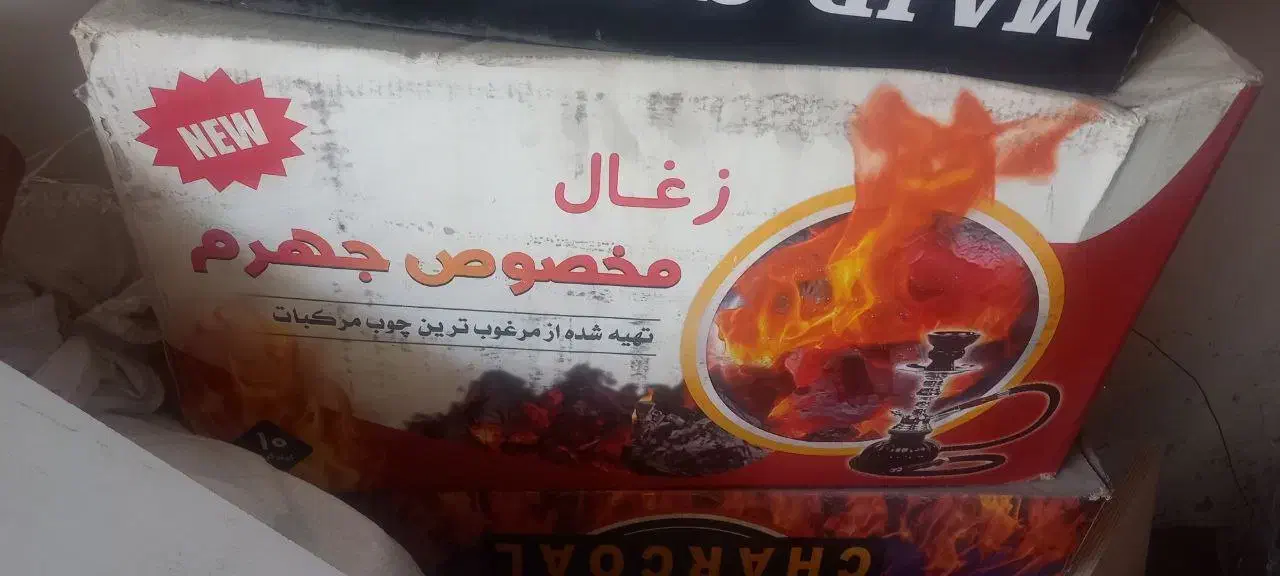 NEW
زغال
مخصوص جهرم
تهیه شده از مرغوب ترین چوب مرکبات
۱۰
CHARCOAL